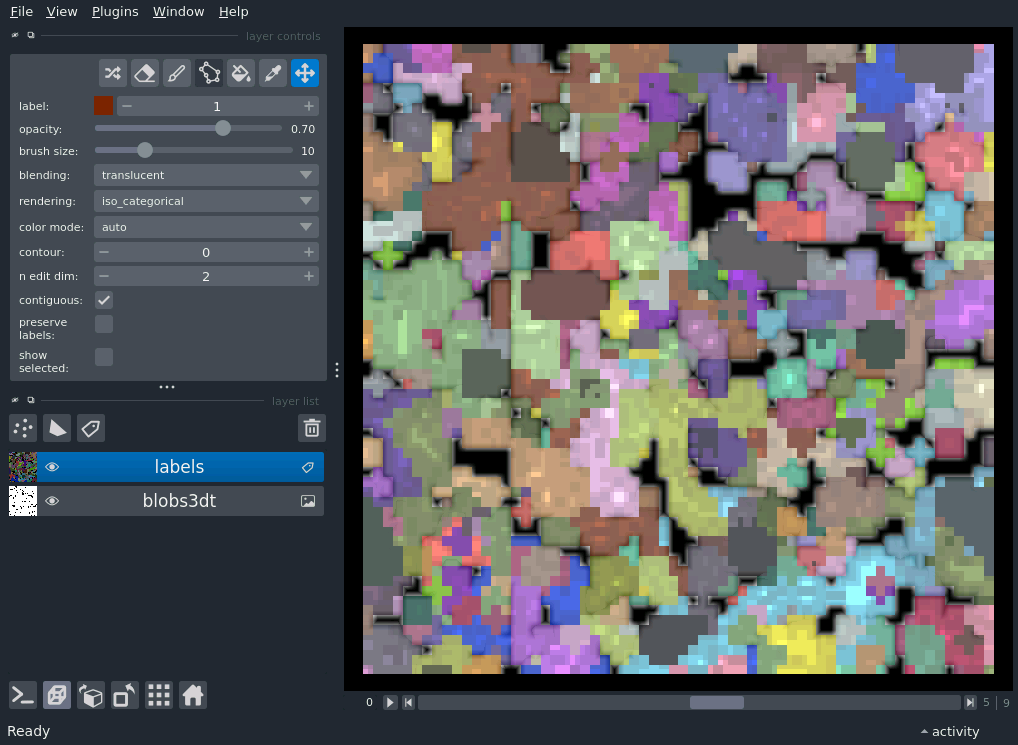 File View Plugins Window Help
layer controls
label: 1
opacity: 0.70
brush size: 10
blending: translucent
rendering: iso_categorical
color mode: auto
contour: 0
n edit dim: 2
contiguous:
preserve
labels:
show
selected:
layer list
labels
blobs3dt
0 5 9
Ready activity